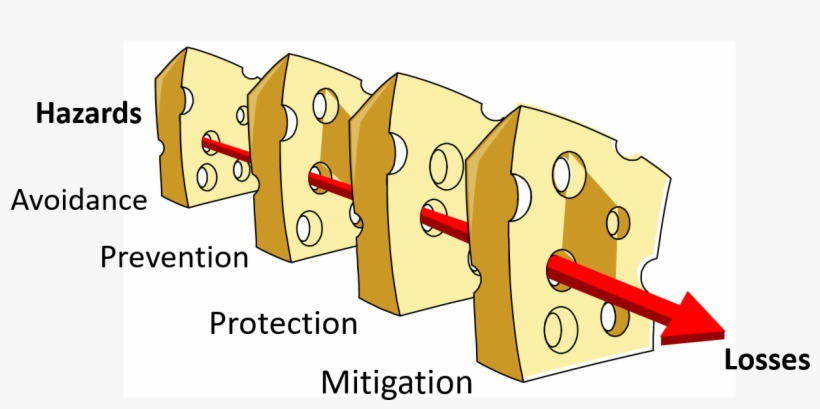 Hazards
Avoidance
Prevention
Protection
Mitigation
Losses